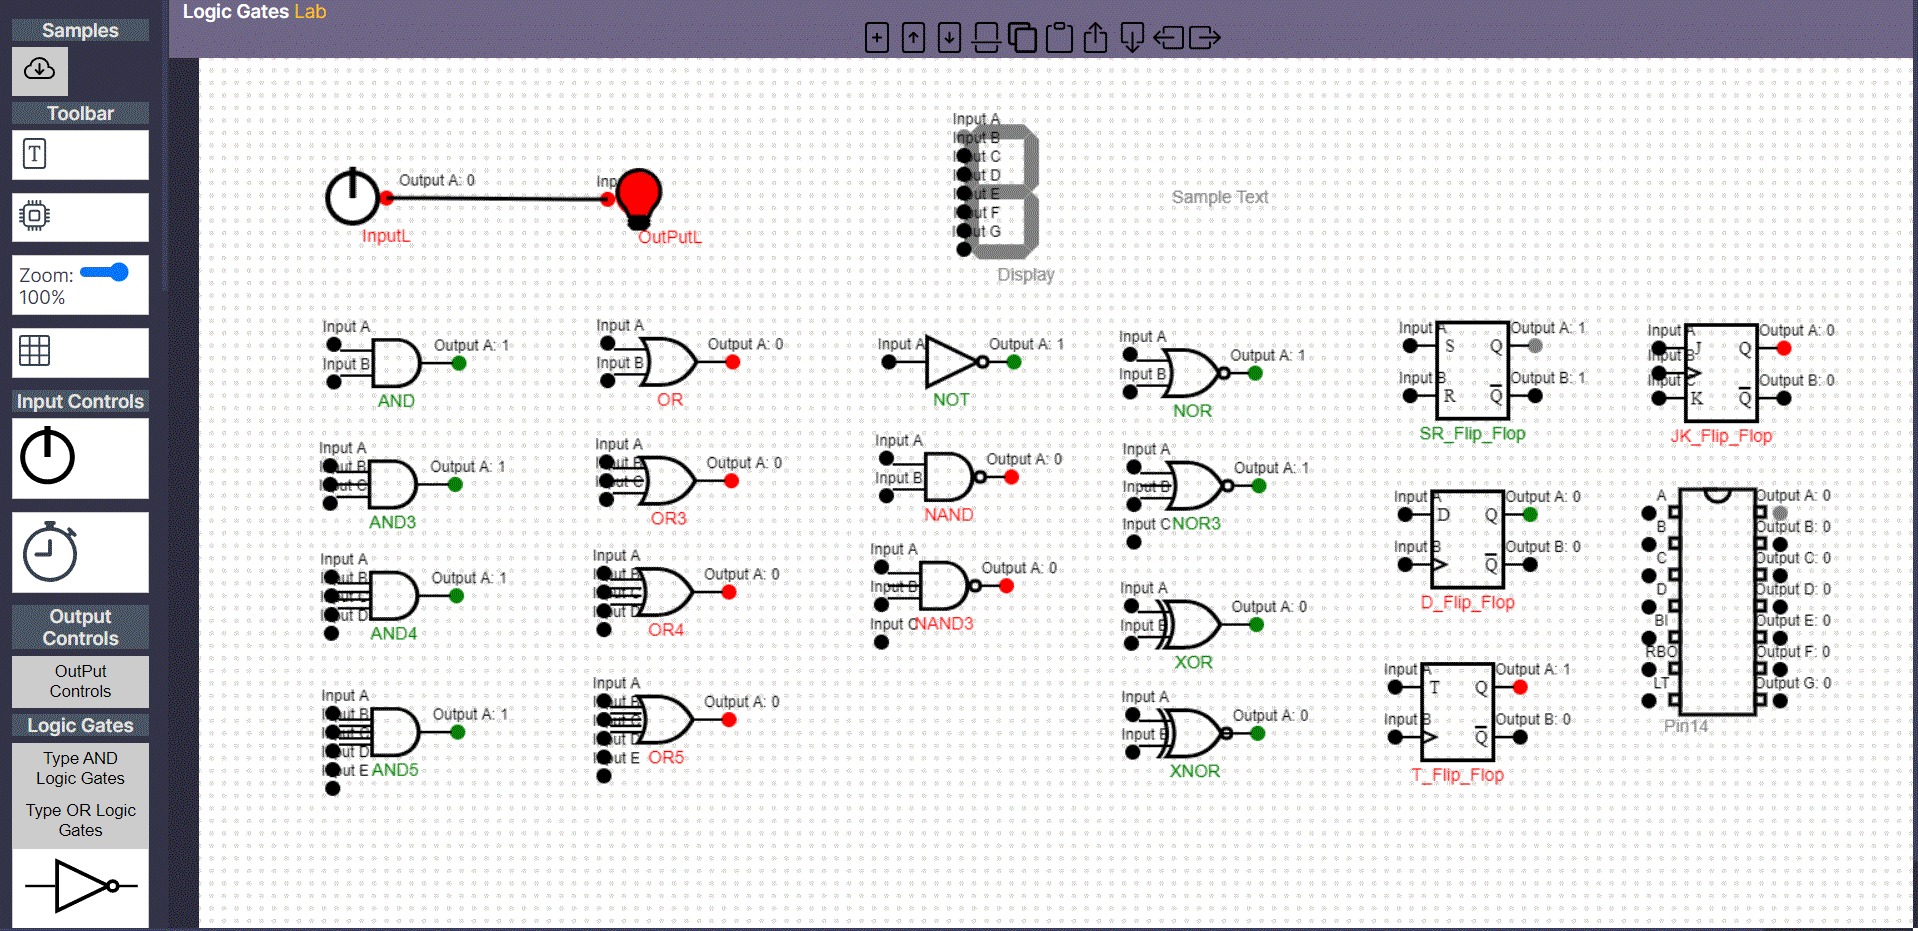 Logic Gates Lab
Samples
Toolbar
T
Zoom:
100%
Input Controls
Output
Controls
OutPut
Controls
Logic Gates
Type AND
Logic Gates
Type OR Logic
Gates
Output A: 0
InputL
Inp
OutPutL
Input A
Input B
Input C
Input D
Input E
Input F
Input G
Display
Sample Text
Input A
Input B
Output A: 1
AND
Input A
Input B
Output A: 0
OR
Input A
Output A: 1
NOT
Input A
Input B
Output A: 1
NOR
Input A
Input B
S
R
Q
Q
Output A: 1
Output B: 1
SR_Flip_Flop
Input A
Input B
Input C
J
K
Q
Q
Output A: 0
Output B: 0
JK_Flip_Flop
Input A
Input B
Input C
Output A: 1
AND3
Input A
Input B
Input C
Output A: 0
OR3
Input A
Input B
Output A: 0
NAND
Input A
Input B
Input C
Output A: 1
NOR3
Input A
Input B
D
Q
Q
Output A: 0
Output B: 0
D_Flip_Flop
A
B
C
D
BI
RBO
LT
Output A: 0
Output B: 0
Output C: 0
Output D: 0
Output E: 0
Output F: 0
Output G: 0
Pin14
Input A
Input B
Input C
Input D
Output A: 1
AND4
Input A
Input B
Input C
Input D
Output A: 0
OR4
Input A
Input B
Input C
Output A: 0
NAND3
Input A
Input B
Output A: 0
XOR
Input A
Input B
T
Q
Q
Output A: 1
Output B: 0
T_Flip_Flop
Input A
Input B
Input C
Input D
Input E
Output A: 1
AND5
Input A
Input B
Input C
Input D
Input E
Output A: 0
OR5
Input A
Input B
Output A: 0
XNOR